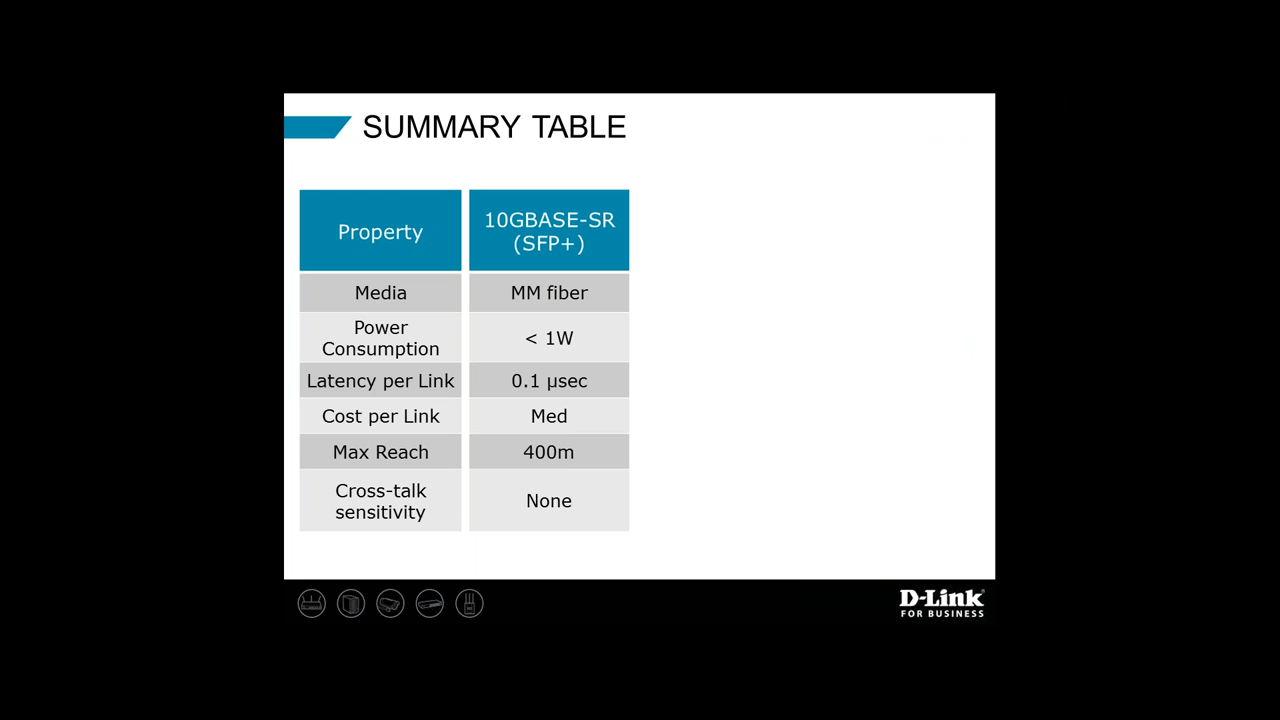 SUMMARY TABLE
Property
10GBASE-SR
(SFP+)
Media
MM fiber
Power
Consumption
< 1W
Latency per Link
0.1 µsec
Cost per Link
Med
Max Reach
400m
Cross-talk
sensitivity
None
D-Link
FOR BUSINESS